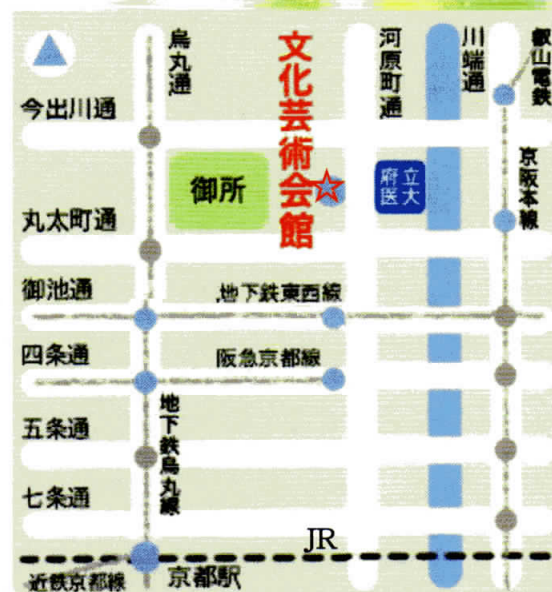 烏丸通
文化芸術会館
河原町通
川端通
叡山電鉄
今出川通
京阪本線
御所
府立
医大
丸太町通
御池通
地下鉄東西線
四条通
阪急京都線
地下鉄烏丸線
五条通
七条通
JR
近鉄京都線
京都駅